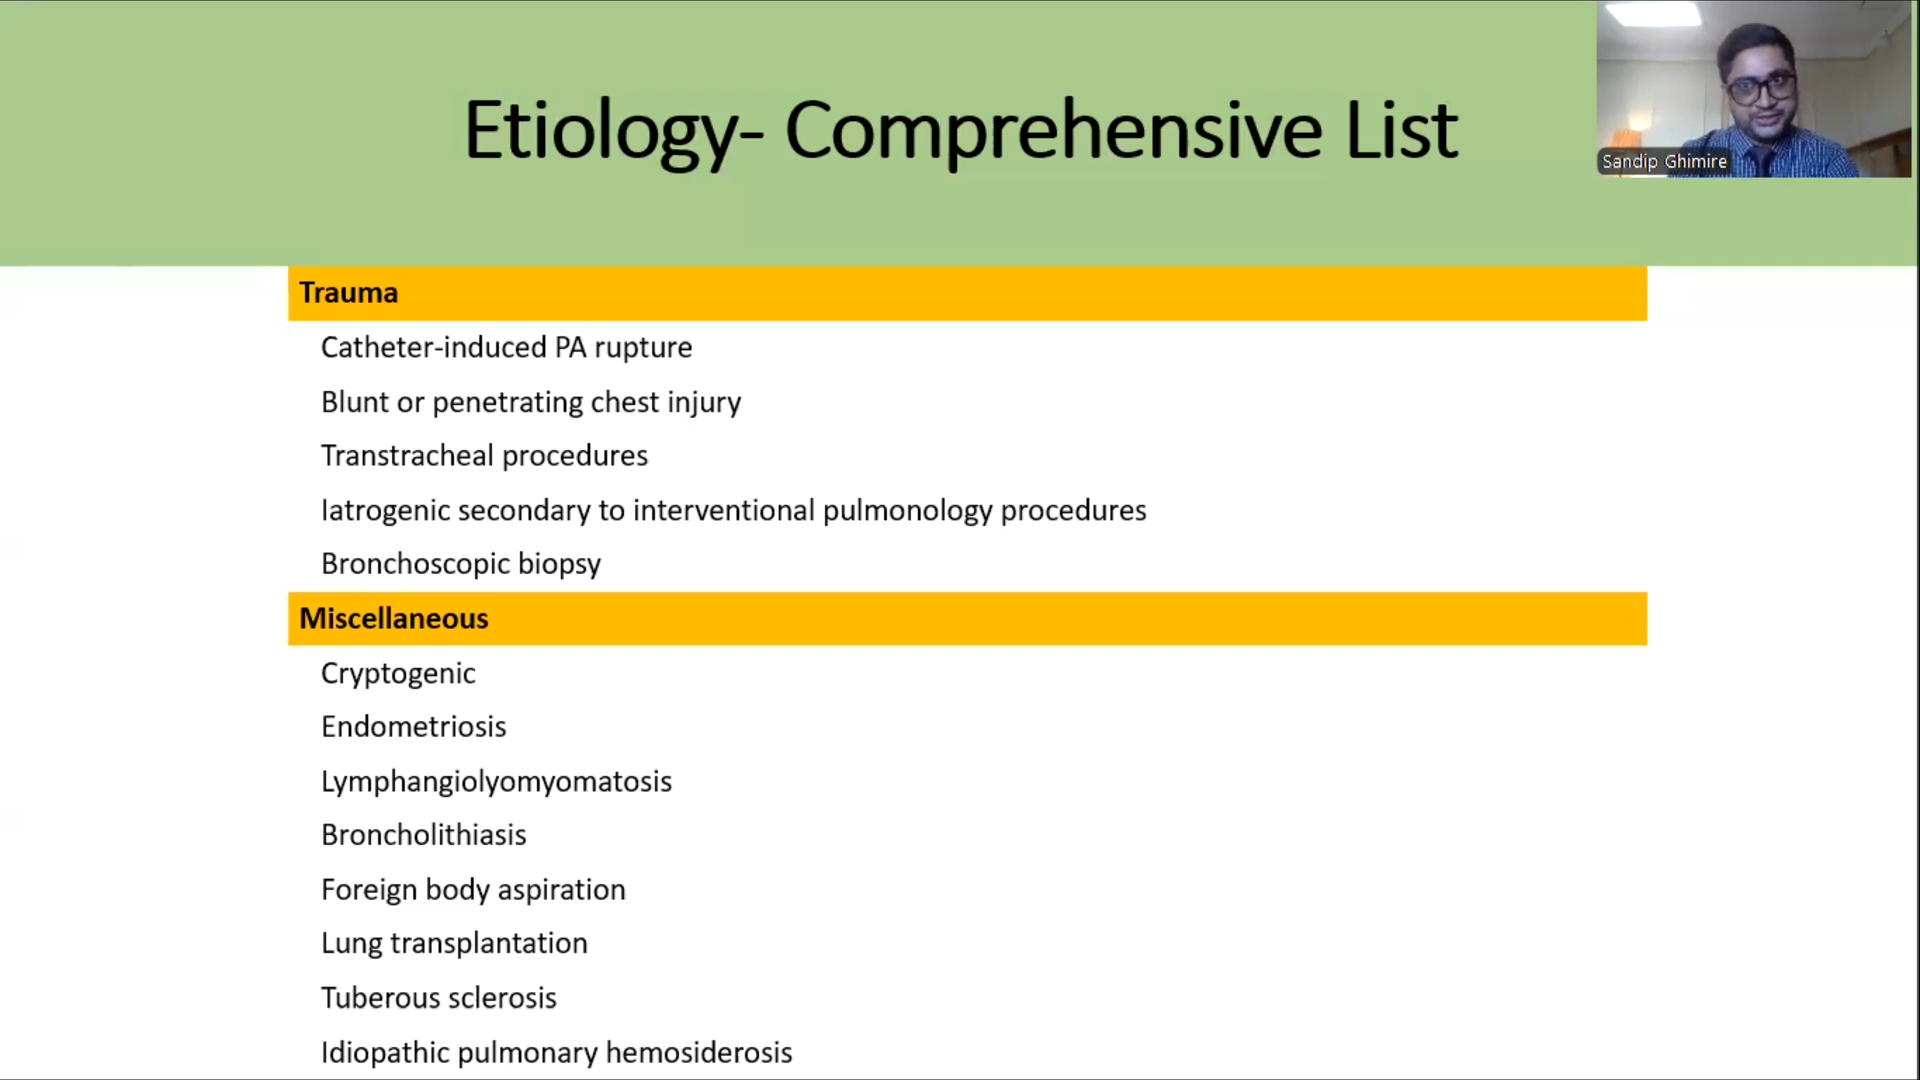 Etiology- Comprehensive List
Sandip Ghimire
Trauma
Catheter-induced PA rupture
Blunt or penetrating chest injury
Transtracheal procedures
Iatrogenic secondary to interventional pulmonology procedures
Bronchoscopic biopsy
Miscellaneous
Cryptogenic
Endometriosis
Lymphangiolyomyomatosis
Broncholithiasis
Foreign body aspiration
Lung transplantation
Tuberous sclerosis
Idiopathic pulmonary hemosiderosis